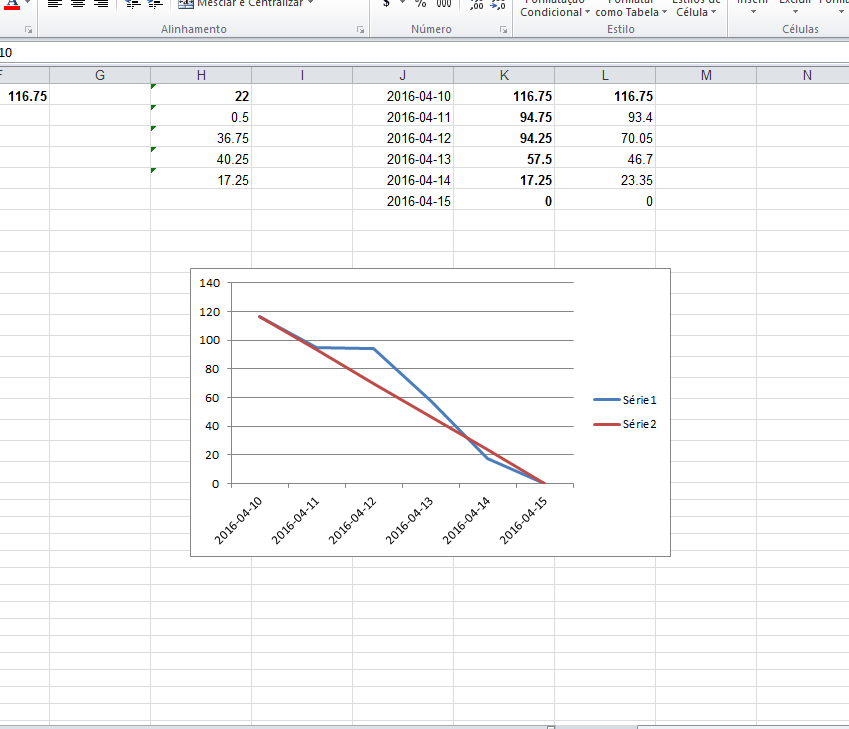 A
Mesclar e Centralizar
$ % 000
,00 ,00
Formatação Formatar Estilos de Inserir Excluir
Condicional como Tabela Célula
Alinhamento Número Estilo Células
10
F G H I J K L M N
116.75 22 2016-04-10 116.75 116.75
0.5 2016-04-11 94.75 93.4
36.75 2016-04-12 94.25 70.05
40.25 2016-04-13 57.5 46.7
17.25 2016-04-14 17.25 23.35
2016-04-15 0 0
140
120
100
80
60
40
20
0
Série1
Série2
2016-04-10 2016-04-11 2016-04-12 2016-04-13 2016-04-14 2016-04-15